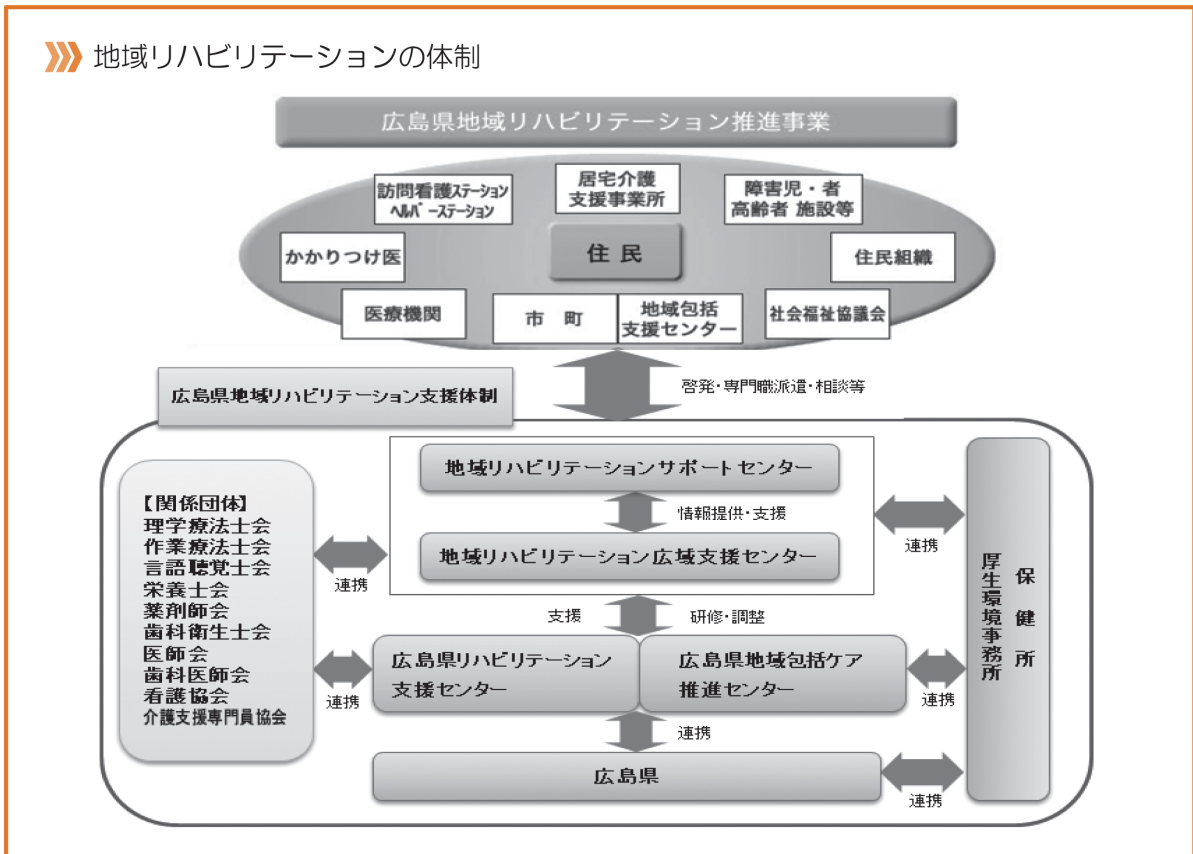 地域リハビリテーションの体制
広島県地域リハビリテーション推進事業
訪問看護ステーション
ヘルパーステーション
居宅介護
支援事業所
障害児・者
高齢者 施設等
かかりつけ医
住民
住民組織
医療機関
市 町
地域包括
支援センター
社会福祉協議会
啓発・専門職派遣・相談等
広島県地域リハビリテーション支援体制
【関係団体】
理学療法士会
作業療法士会
言語聴覚士会
栄養士会
薬剤師会
歯科衛生士会
医師会
歯科医師会
看護協会
介護支援専門員協会
連携
連携
地域リハビリテーションサポートセンター
情報提供・支援
地域リハビリテーション広域支援センター
支援
研修・調整
広島県リハビリテーション
支援センター
広島県地域包括ケア
推進センター
連携
広島県
連携
連携
連携
保健所
厚生環境事務所